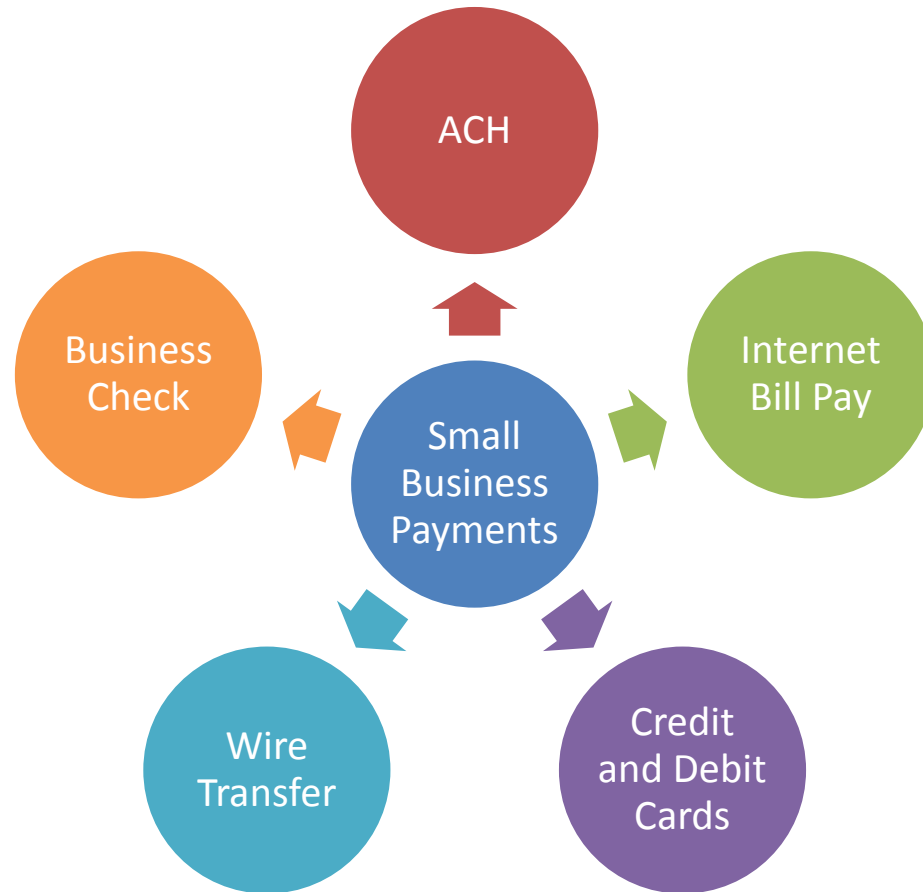 ACH
Business
Check
Internet
Bill Pay
Small
Business
Payments
Wire
Transfer
Credit
and Debit
Cards